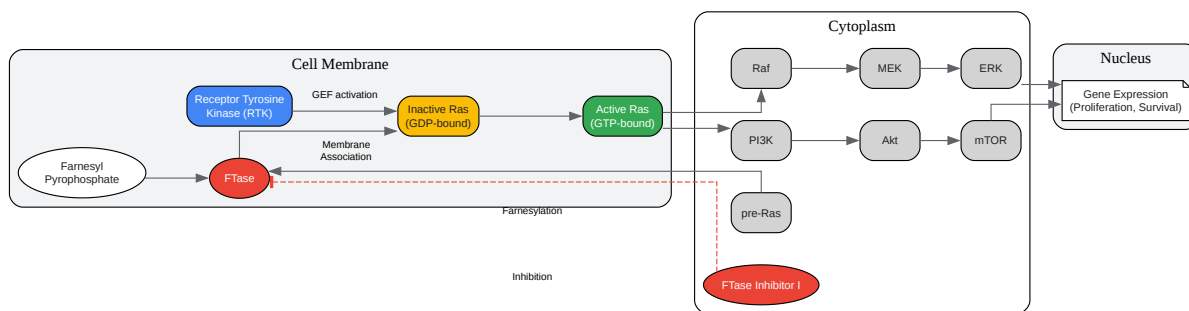 Cell Membrane
Receptor Tyrosine
Kinase (RTK)
GEF activation
Inactive Ras
(GDP-bound)
Active Ras
(GTP-bound)
Membrane
Association
Farnesyl
Pyrophosphate
FTase
Farnesylation
Inhibition
Cytoplasm
Raf
MEK
ERK
PI3K
Akt
mTOR
pre-Ras
FTase Inhibitor I
Nucleus
Gene Expression
(Proliferation, Survival)